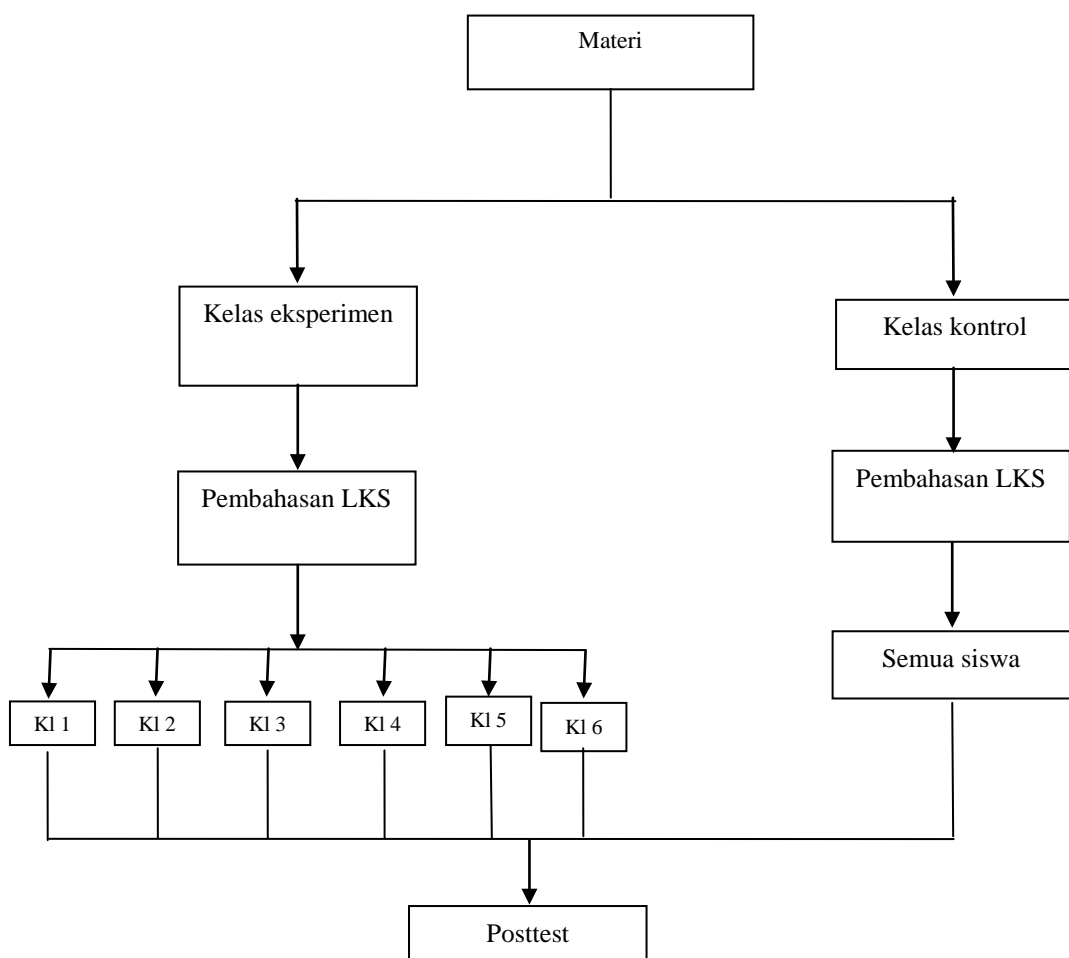 Materi
Kelas eksperimen
Kelas kontrol
Pembahasan LKS
Pembahasan LKS
Semua siswa
Kl 1
Kl 2
Kl 3
Kl 4
Kl 5
Kl 6
Posttest